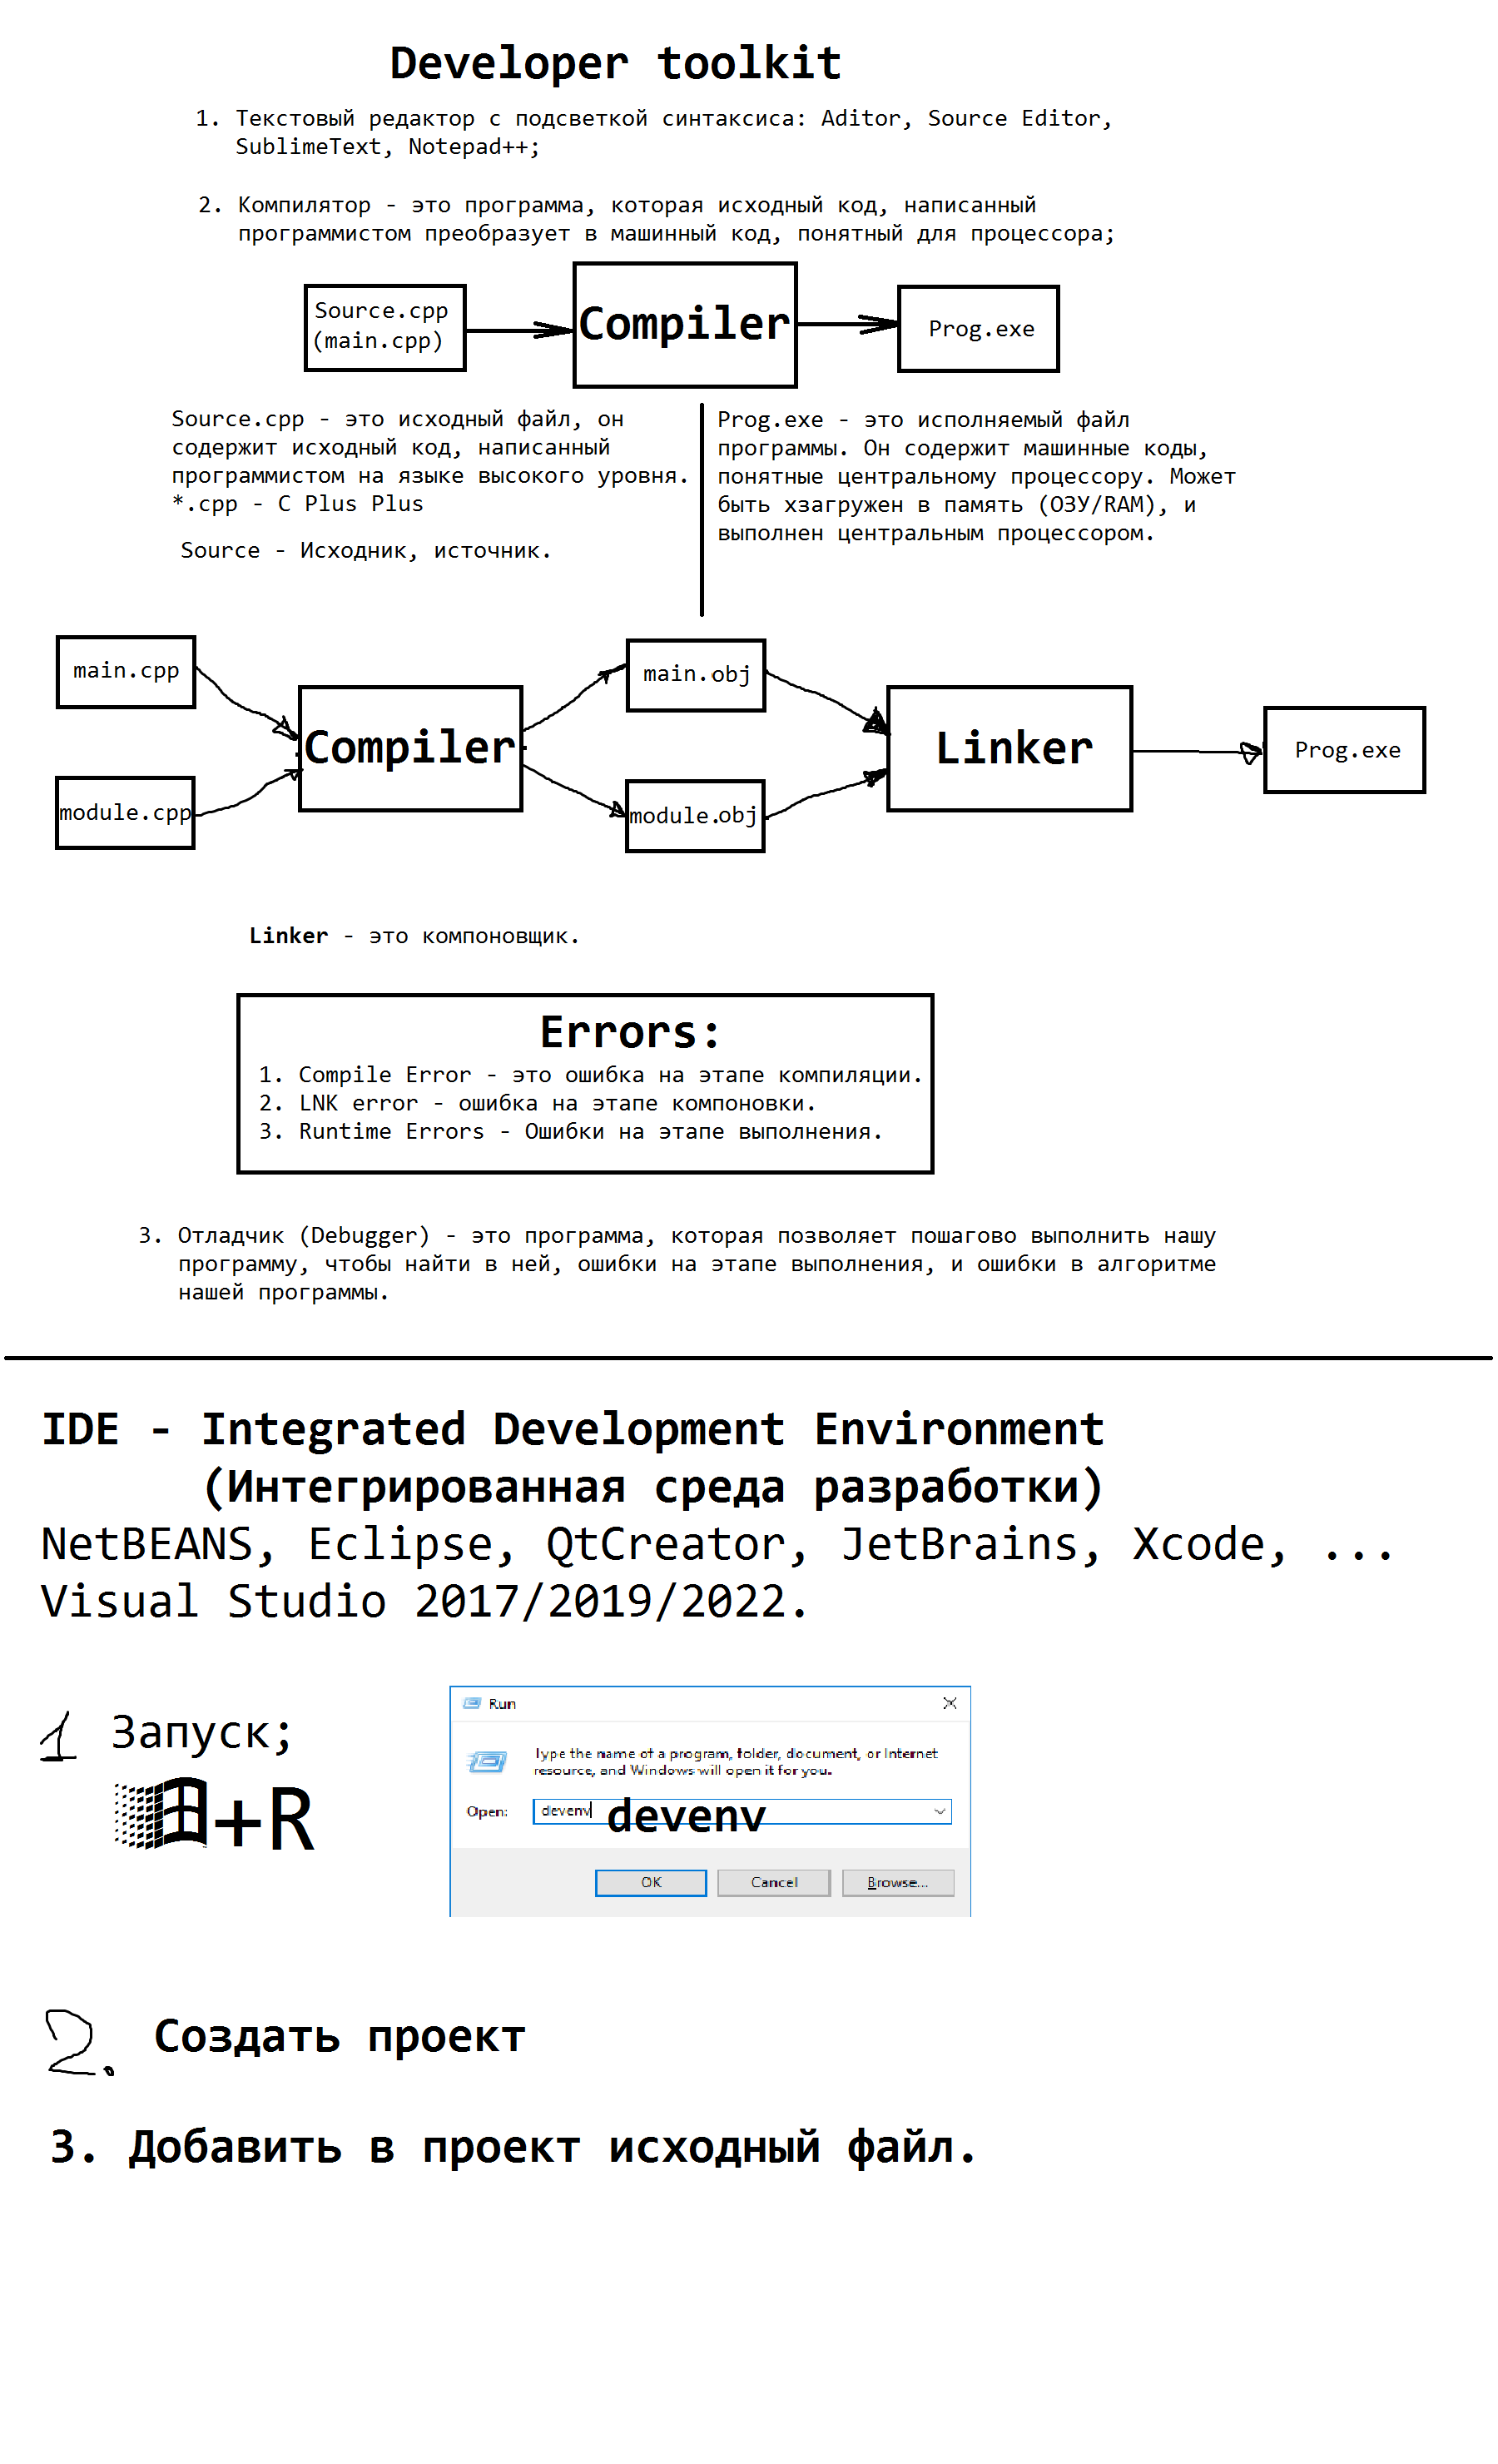 Developer toolkit
1. Текстовый редактор с подсветкой синтаксиса: Aditor, Source Editor,
SublimeText, Notepad++;
2. Компилятор - это программа, которая исходный код, написанный
программистом преобразует в машинный код, понятный для процессора;
Source.cpp
(main.cpp)
Compiler
Prog.exe
Source.cpp - это исходный файл, он
содержит исходный код, написанный
программистом на языке высокого уровня.
*.cpp - C Plus Plus
Source - Исходник, источник.
Prog.exe - это исполняемый файл
программы. Он содержит машинные коды,
понятные центральному процессору. Может
быть хзагружен в память (ОЗУ/RAM), и
выполнен центральным процессором.
main.cpp
module.cpp
Compiler
main.obj
module.obj
Linker
Prog.exe
Linker - это компоновщик.
Errors:
1. Compile Error - это ошибка на этапе компиляции.
2. LNK error - ошибка на этапе компоновки.
3. Runtime Errors - Ошибки на этапе выполнения.
3. Отладчик (Debugger) - это программа, которая позволяет пошагово выполнить нашу
программу, чтобы найти в ней, ошибки на этапе выполнения, и ошибки в алгоритме
нашей программы.
IDE - Integrated Development Environment
(Интегрированная среда разработки)
NetBEANS, Eclipse, QtCreator, JetBrains, Xcode, ...
Visual Studio 2017/2019/2022.
1 Запуск;
+R
Run
Type the name of a program, folder, document, or Internet
resource, and Windows will open it for you.
Open: devenv devenv
OK Cancel Browse...
2. Создать проект
3. Добавить в проект исходный файл.